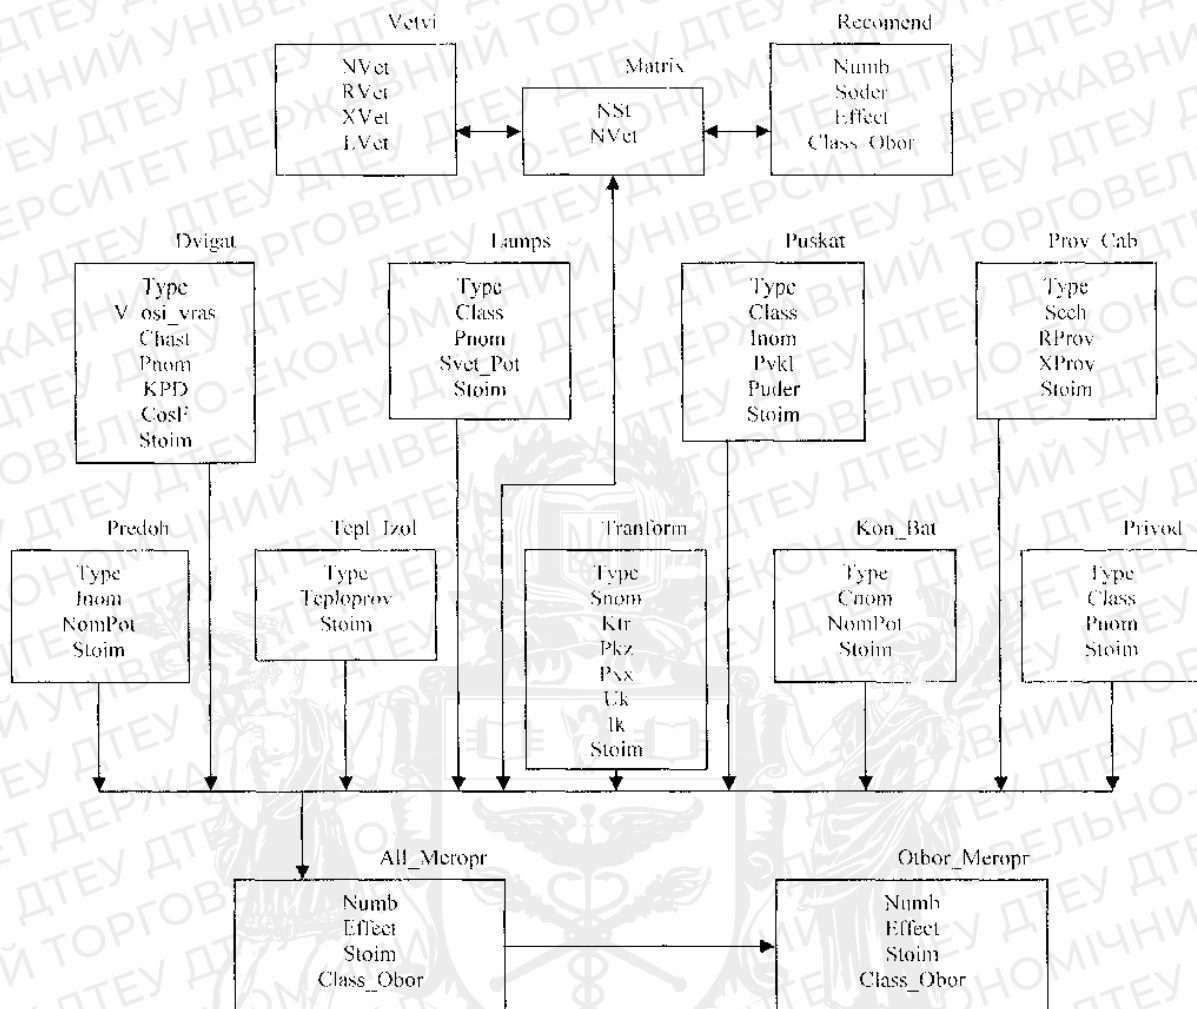 Vetvi
NVet
RVet
XVet
LVet
Matrix
NSt
NVet
Recomend
Numb
Soder
Effect
Class_Obor
Dvigat
Type
V_osi_vras
Chast
Pnom
KPD
CosF
Stoim
Lamps
Type
Class
Pnom
Svet_Pot
Stoim
Puskat
Type
Class
Inom
Pvkl
Puder
Stoim
Prov_Cab
Type
Sech
RProv
XProv
Stoim
Predoh
Type
Inom
NomPot
Stoim
Tepl_Izol
Type
Teploprov
Stoim
Tranform
Type
Snom
Ktr
Pkz
Pxx
Uk
Ik
Stoim
Kon_Bat
Type
Cnom
NomPot
Stoim
Privod
Type
Class
Pnom
Stoim
All_Meropr
Numb
Effect
Stoim
Class_Obor
Otbor_Meropr
Numb
Effect
Stoim
Class_Obor